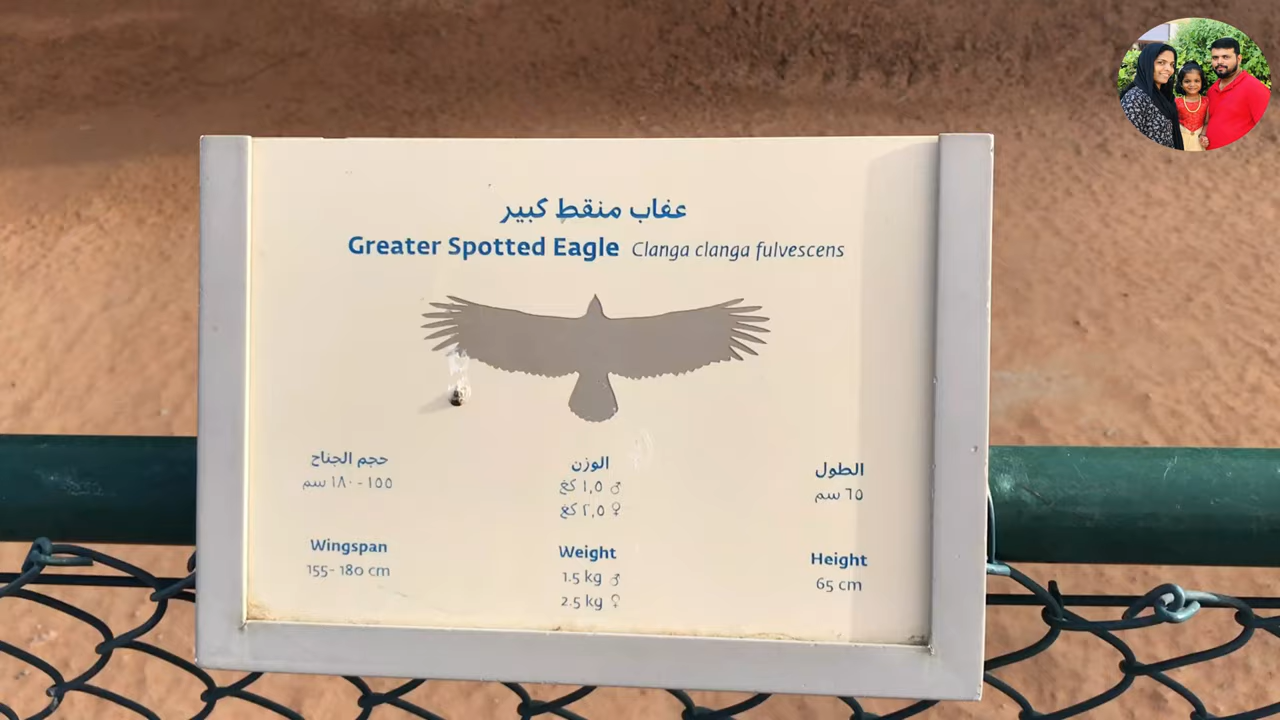 عقاب منقط كبير
Greater Spotted Eagle Clanga clanga fulvescens
حجم الجناح
١٥٥ - ١٨٠ سم
الوزن
١,٥ كغ ♂
٢,٥ كغ ♀
الطول
٦٥ سم
Wingspan
155- 180 cm
Weight
1.5 kg ♂
2.5 kg ♀
Height
65 cm